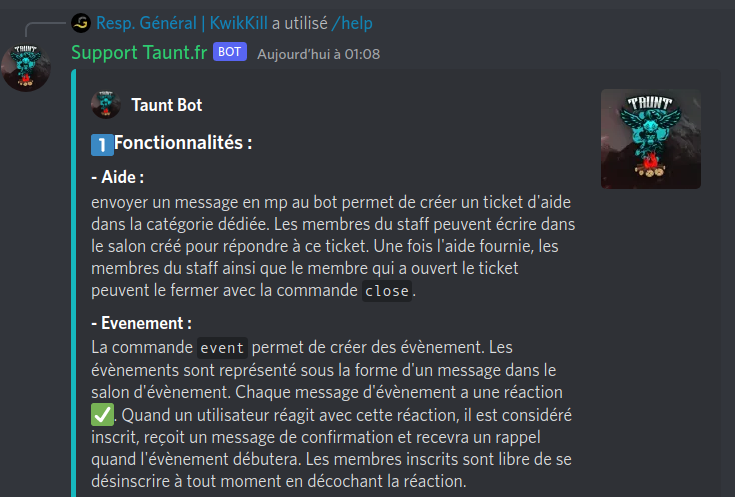 Resp. Général | KwikKill a utilisé /help
Support Taunt.fr BOT Aujourd'hui à 01:08
TAUNT
Taunt Bot
TAUNT
1 Fonctionnalités :
- Aide :
envoyer un message en mp au bot permet de créer un ticket d'aide
dans la catégorie dédiée. Les membres du staff peuvent écrire dans
le salon créé pour répondre à ce ticket. Une fois l'aide fournie, les
membres du staff ainsi que le membre qui a ouvert le ticket
peuvent le fermer avec la commande close.
- Evenement :
La commande event permet de créer des évènement. Les
évènements sont représenté sous la forme d'un message dans le
salon d'évènement. Chaque message d'évènement a une réaction
✅. Quand un utilisateur réagit avec cette réaction, il est considéré
inscrit, reçoit un message de confirmation et recevra un rappel
quand l'évènement débutera. Les membres inscrits sont libre de se
désinscrire à tout moment en décochant la réaction.